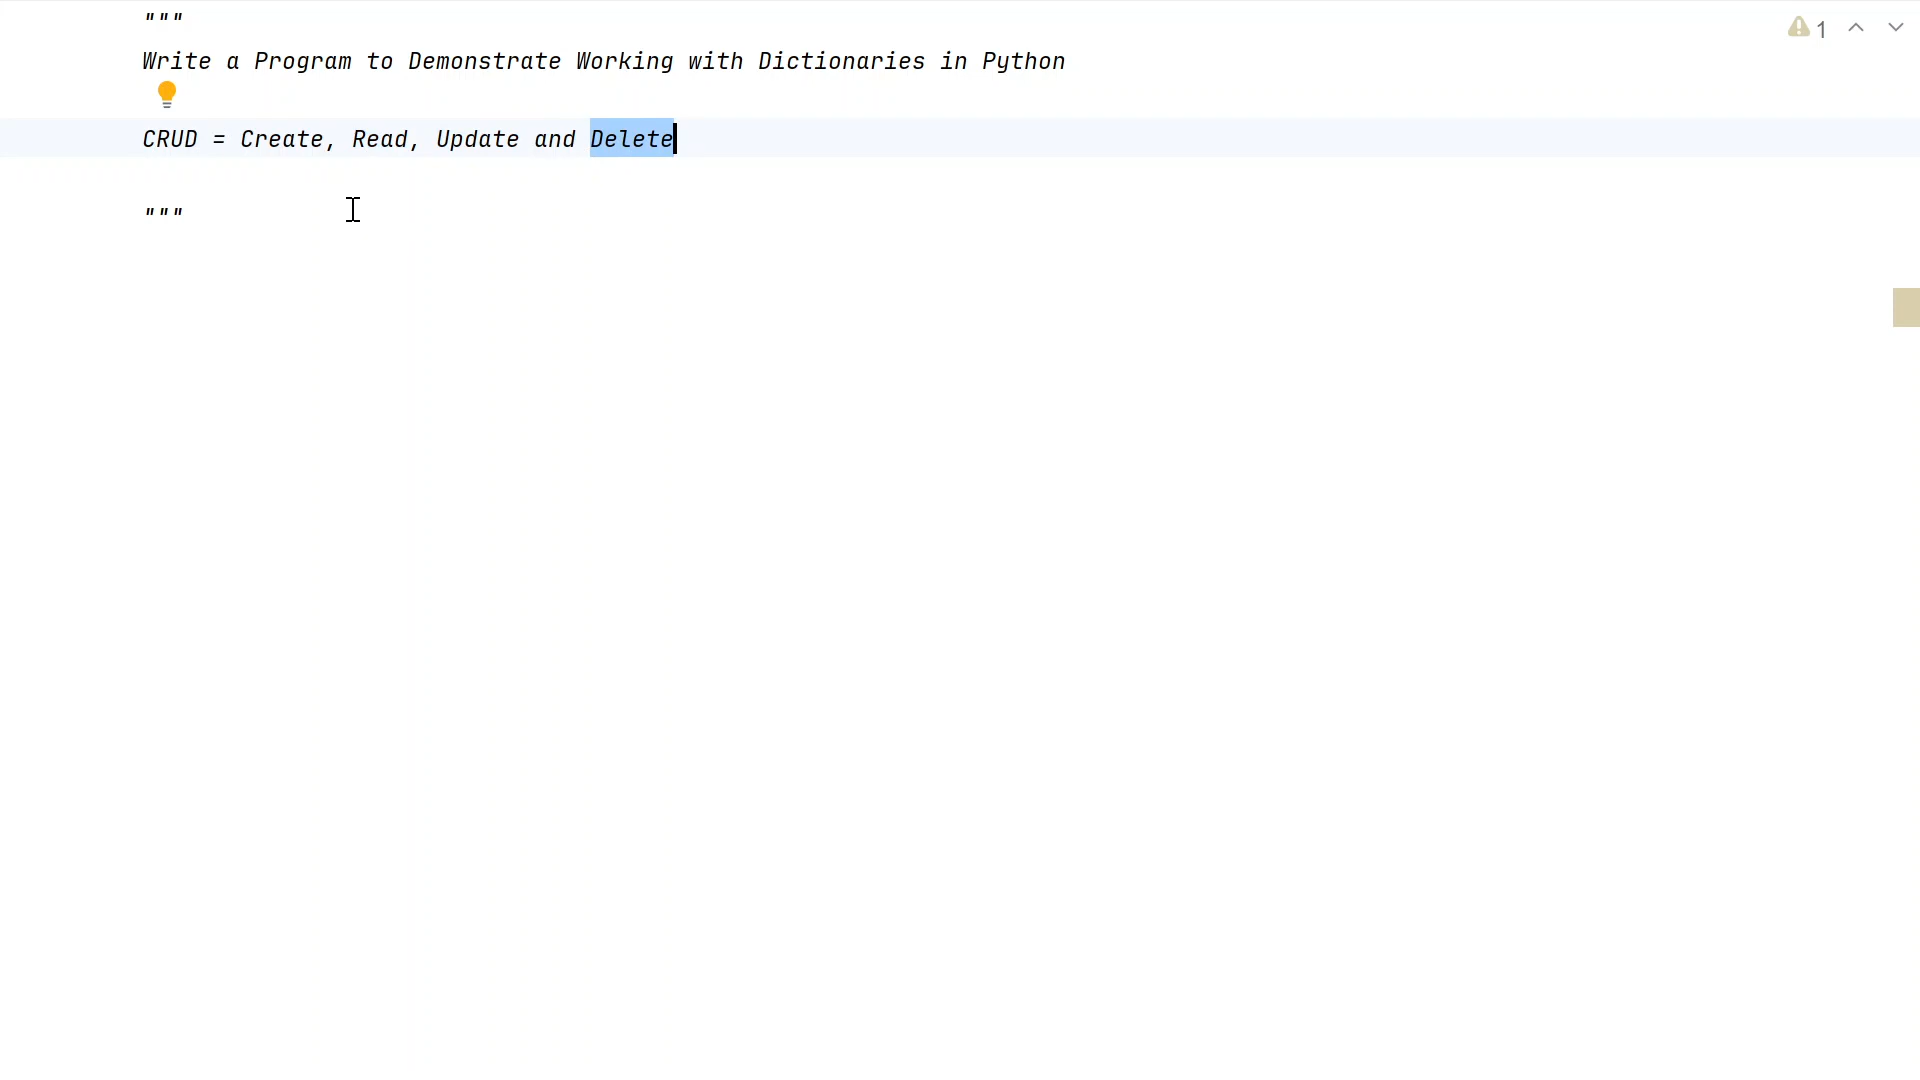 """
1
Write a Program to Demonstrate Working with Dictionaries in Python
CRUD = Create, Read, Update and Delete
"""